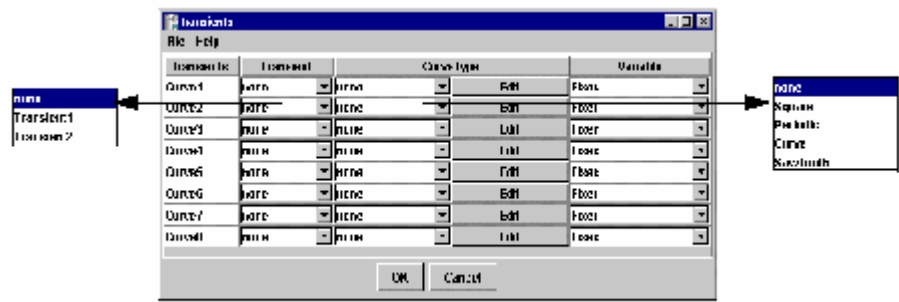 Transients
File Help
Transients Transient Curve type Variable
Curve1 none none Edit Fixed
Curve2 none none Edit Fixed
Curve3 none none Edit Fixed
Curve4 none none Edit Fixed
Curve5 none none Edit Fixed
Curve6 none none Edit Fixed
Curve7 none none Edit Fixed
Curve8 none none Edit Fixed
OK Cancel
none
Transient1
Transient2
none
Square
Periodic
Curve
Sawtooth